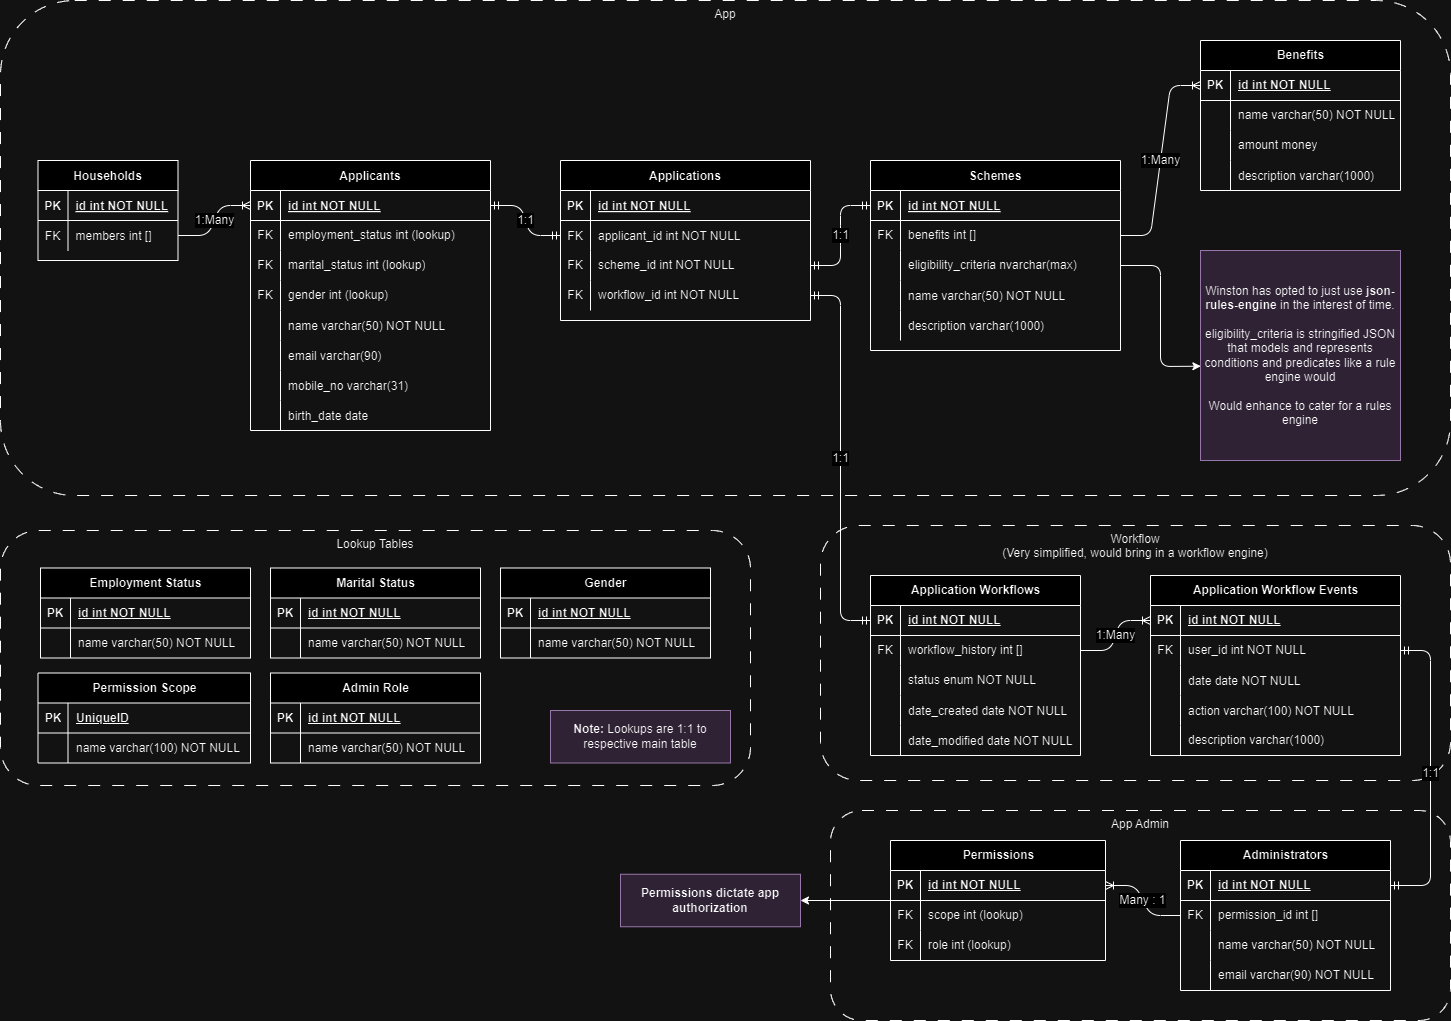 App
Benefits
PK id int NOT NULL
name varchar(50) NOT NULL
amount money
description varchar(1000)
1:Many
Households
PK id int NOT NULL
FK members int []
1:Many
Applicants
PK id int NOT NULL
FK employment_status int (lookup)
FK marital_status int (lookup)
FK gender int (lookup)
name varchar(50) NOT NULL
email varchar(90)
mobile_no varchar(31)
birth_date date
1:1
Applications
PK id int NOT NULL
FK applicant_id int NOT NULL
FK scheme_id int NOT NULL
FK workflow_id int NOT NULL
1:1
Schemes
PK id int NOT NULL
FK benefits int []
eligibility_criteria nvarchar(max)
name varchar(50) NOT NULL
description varchar(1000)
Winston has opted to just use json-
rules-engine in the interest of time.
eligibility_criteria is stringified JSON
that models and represents
conditions and predicates like a rule
engine would
Would enhance to cater for a rules
engine
1:1
Lookup Tables
Employment Status
PK id int NOT NULL
name varchar(50) NOT NULL
Marital Status
PK id int NOT NULL
name varchar(50) NOT NULL
Gender
PK id int NOT NULL
name varchar(50) NOT NULL
Permission Scope
PK UniqueID
name varchar(100) NOT NULL
Admin Role
PK id int NOT NULL
name varchar(50) NOT NULL
Note: Lookups are 1:1 to
respective main table
Workflow
(Very simplified, would bring in a workflow engine)
Application Workflows
PK id int NOT NULL
FK workflow_history int []
status enum NOT NULL
date_created date NOT NULL
date_modified date NOT NULL
1:Many
Application Workflow Events
PK id int NOT NULL
FK user_id int NOT NULL
date date NOT NULL
action varchar(100) NOT NULL
description varchar(1000)
1:1
App Admin
Permissions
PK id int NOT NULL
FK scope int (lookup)
FK role int (lookup)
Many : 1
Administrators
PK id int NOT NULL
FK permission_id int []
name varchar(50) NOT NULL
email varchar(90) NOT NULL
Permissions dictate app
authorization